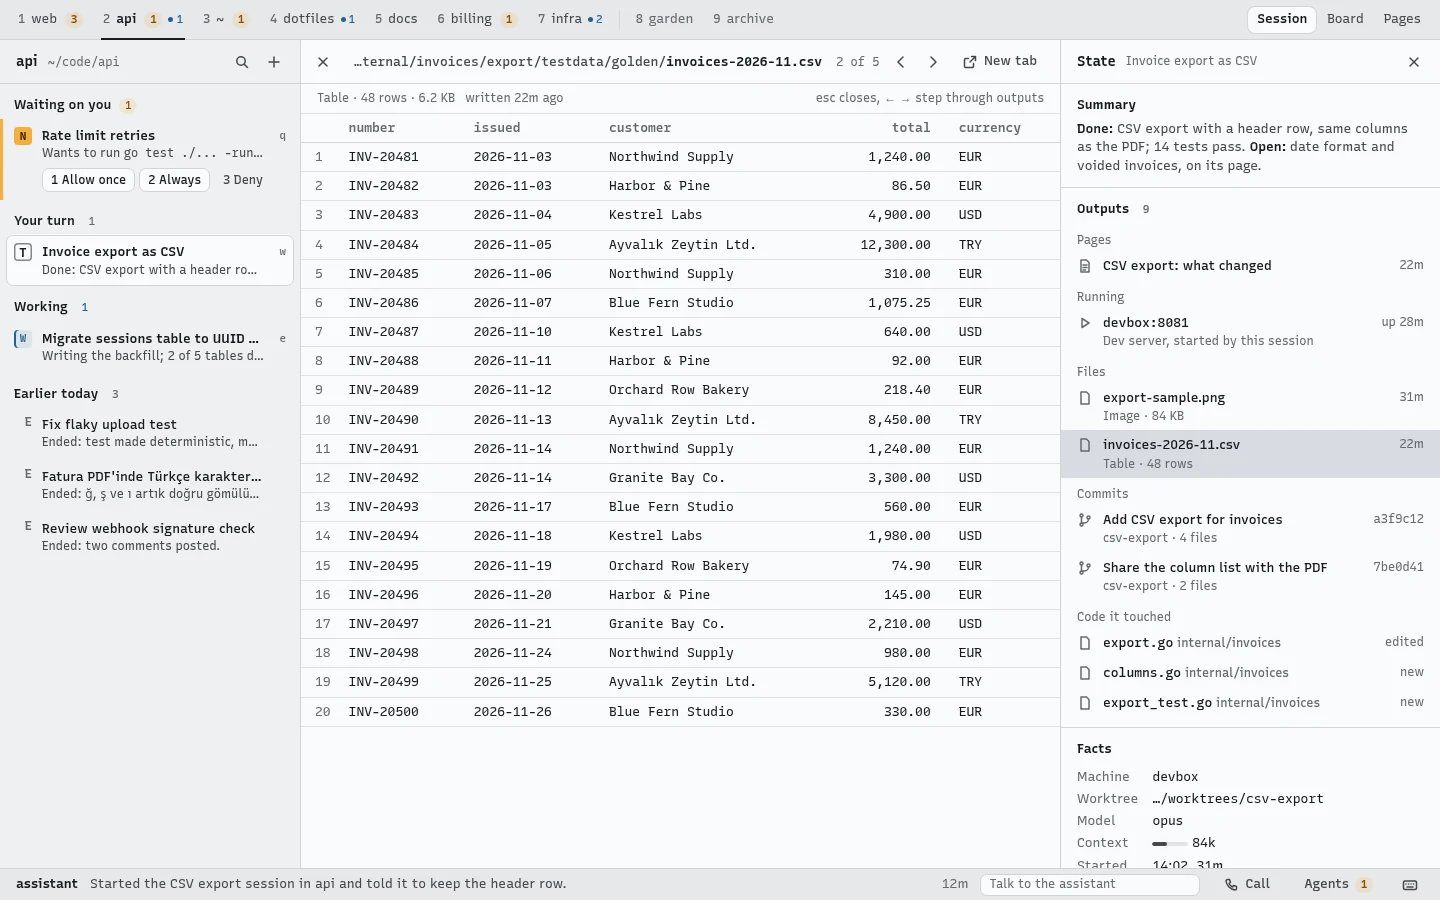 1 web 3 2 api 1 •1 3 ~ 1 4 dotfiles •1 5 docs 6 billing 1 7 infra •2 8 garden 9 archive Session Board Pages
api ~/code/api
Waiting on you 1
N Rate limit retries q
Wants to run go test ./... -run…
1 Allow once 2 Always 3 Deny
Your turn 1
T Invoice export as CSV w
Done: CSV export with a header ro…
Working 1
W Migrate sessions table to UUID … e
Writing the backfill; 2 of 5 tables d…
Earlier today 3
E Fix flaky upload test
Ended: test made deterministic, m…
E Fatura PDF'inde Türkçe karakter…
Ended: ğ, ş ve ı artık doğru gömülü…
E Review webhook signature check
Ended: two comments posted.
…ternal/invoices/export/testdata/golden/invoices-2026-11.csv 2 of 5 New tab
Table · 48 rows · 6.2 KB written 22m ago esc closes, ← → step through outputs
number issued customer total currency
1 INV-20481 2026-11-03 Northwind Supply 1,240.00 EUR
2 INV-20482 2026-11-03 Harbor & Pine 86.50 EUR
3 INV-20483 2026-11-04 Kestrel Labs 4,900.00 USD
4 INV-20484 2026-11-05 Ayvalık Zeytin Ltd. 12,300.00 TRY
5 INV-20485 2026-11-06 Northwind Supply 310.00 EUR
6 INV-20486 2026-11-07 Blue Fern Studio 1,075.25 EUR
7 INV-20487 2026-11-10 Kestrel Labs 640.00 USD
8 INV-20488 2026-11-11 Harbor & Pine 92.00 EUR
9 INV-20489 2026-11-12 Orchard Row Bakery 218.40 EUR
10 INV-20490 2026-11-13 Ayvalık Zeytin Ltd. 8,450.00 TRY
11 INV-20491 2026-11-14 Northwind Supply 1,240.00 EUR
12 INV-20492 2026-11-14 Granite Bay Co. 3,300.00 USD
13 INV-20493 2026-11-17 Blue Fern Studio 560.00 EUR
14 INV-20494 2026-11-18 Kestrel Labs 1,980.00 USD
15 INV-20495 2026-11-19 Orchard Row Bakery 74.90 EUR
16 INV-20496 2026-11-20 Harbor & Pine 145.00 EUR
17 INV-20497 2026-11-21 Granite Bay Co. 2,210.00 USD
18 INV-20498 2026-11-24 Northwind Supply 980.00 EUR
19 INV-20499 2026-11-25 Ayvalık Zeytin Ltd. 5,120.00 TRY
20 INV-20500 2026-11-26 Blue Fern Studio 330.00 EUR
State Invoice export as CSV
Summary
Done: CSV export with a header row, same columns
as the PDF; 14 tests pass. Open: date format and
voided invoices, on its page.
Outputs 9
Pages
CSV export: what changed 22m
Running
devbox:8081 up 28m
Dev server, started by this session
Files
export-sample.png 31m
Image · 84 KB
invoices-2026-11.csv 22m
Table · 48 rows
Commits
Add CSV export for invoices a3f9c12
csv-export · 4 files
Share the column list with the PDF 7be0d41
csv-export · 2 files
Code it touched
export.go internal/invoices edited
columns.go internal/invoices new
export_test.go internal/invoices new
Facts
Machine devbox
Worktree …/worktrees/csv-export
Model opus
Context 84k
Started 14:02, 31m
assistant Started the CSV export session in api and told it to keep the header row. 12m Talk to the assistant Call Agents 1